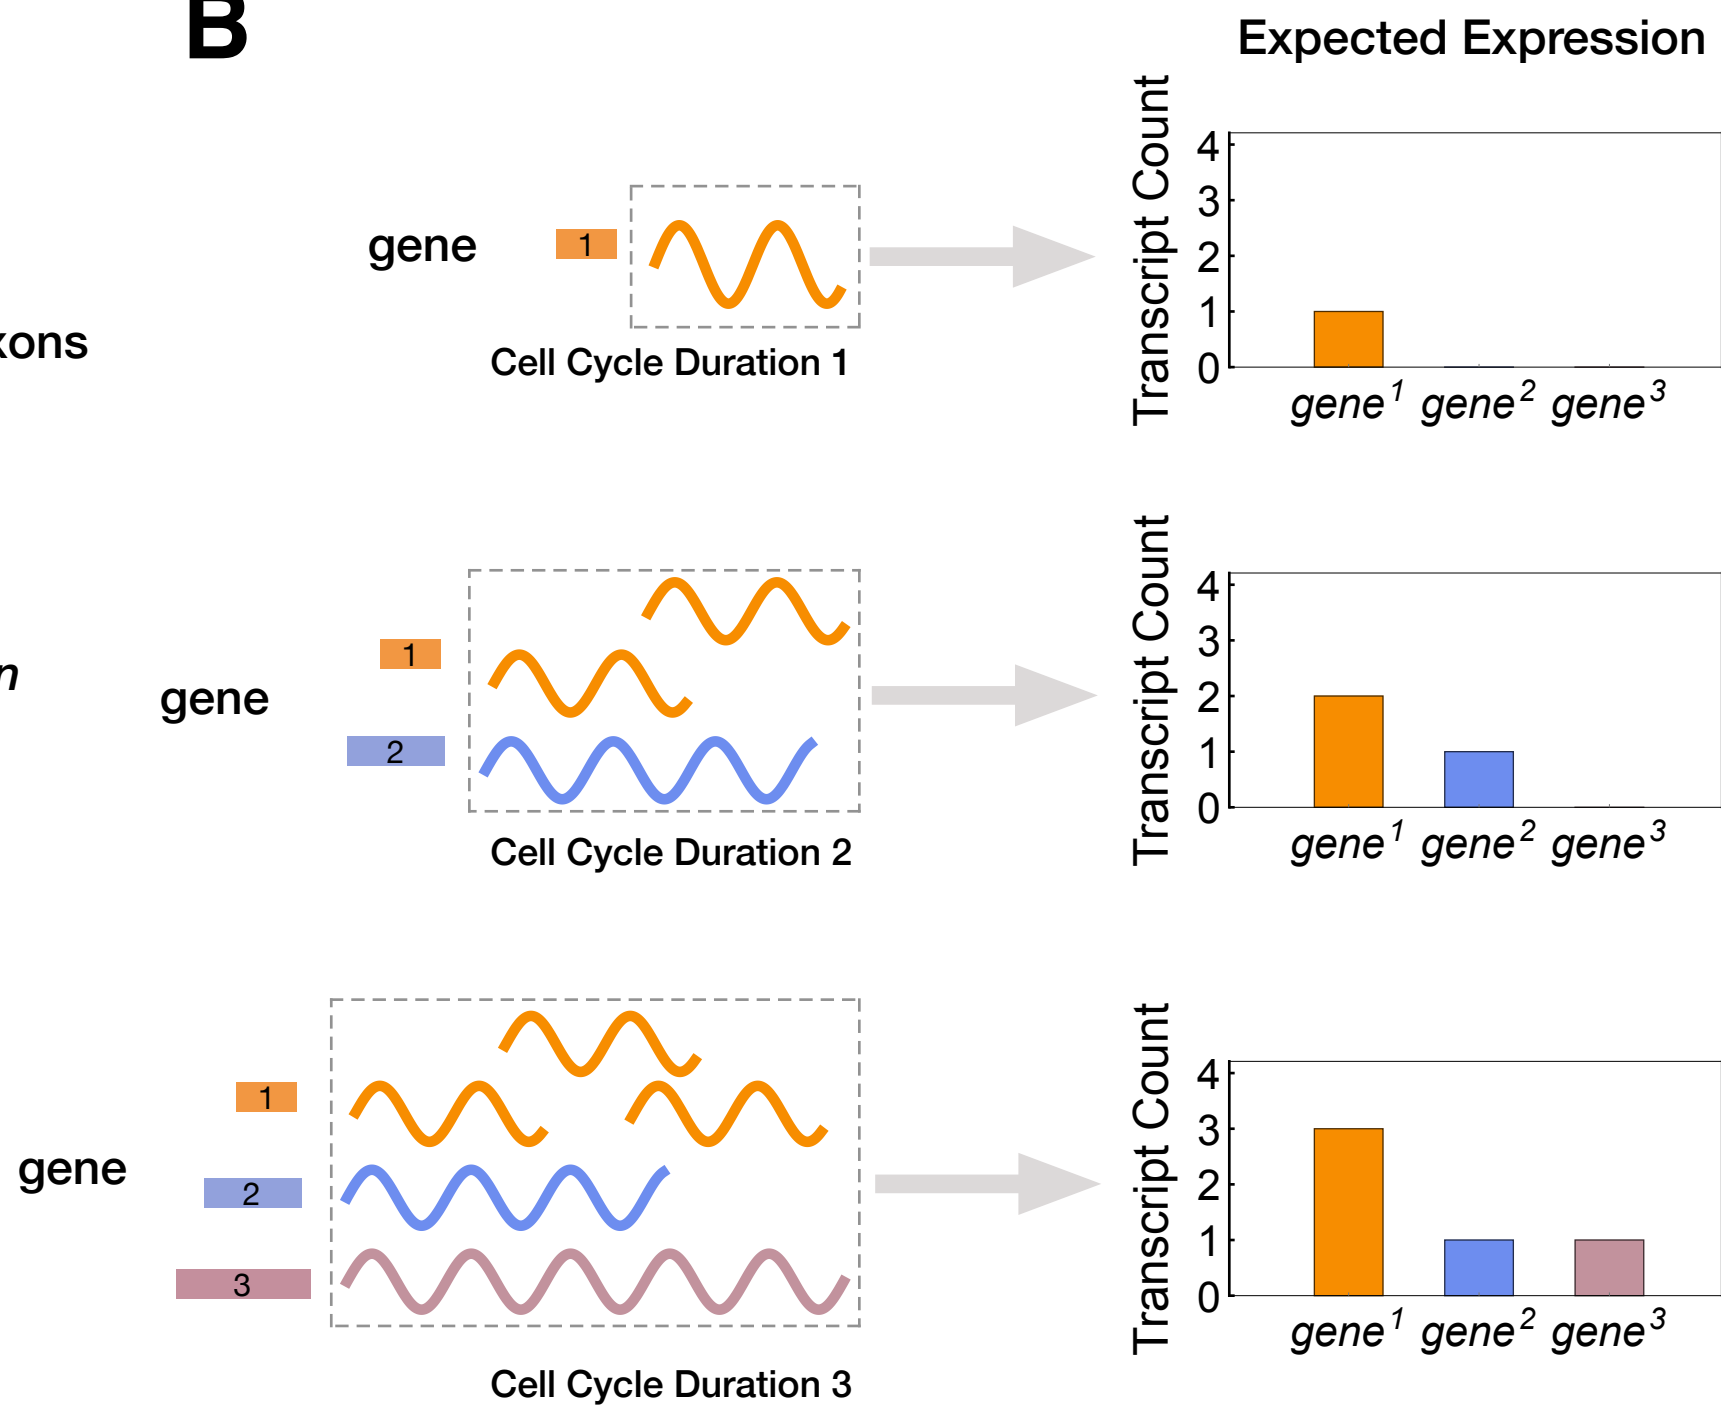 B
Expected Expression
gene
1
Cell Cycle Duration 1
Transcript Count
4
3
2
1
0
gene¹ gene² gene³
xons
n
gene
1
2
Cell Cycle Duration 2
Transcript Count
4
3
2
1
0
gene¹ gene² gene³
gene
1
2
3
Cell Cycle Duration 3
Transcript Count
4
3
2
1
0
gene¹ gene² gene³